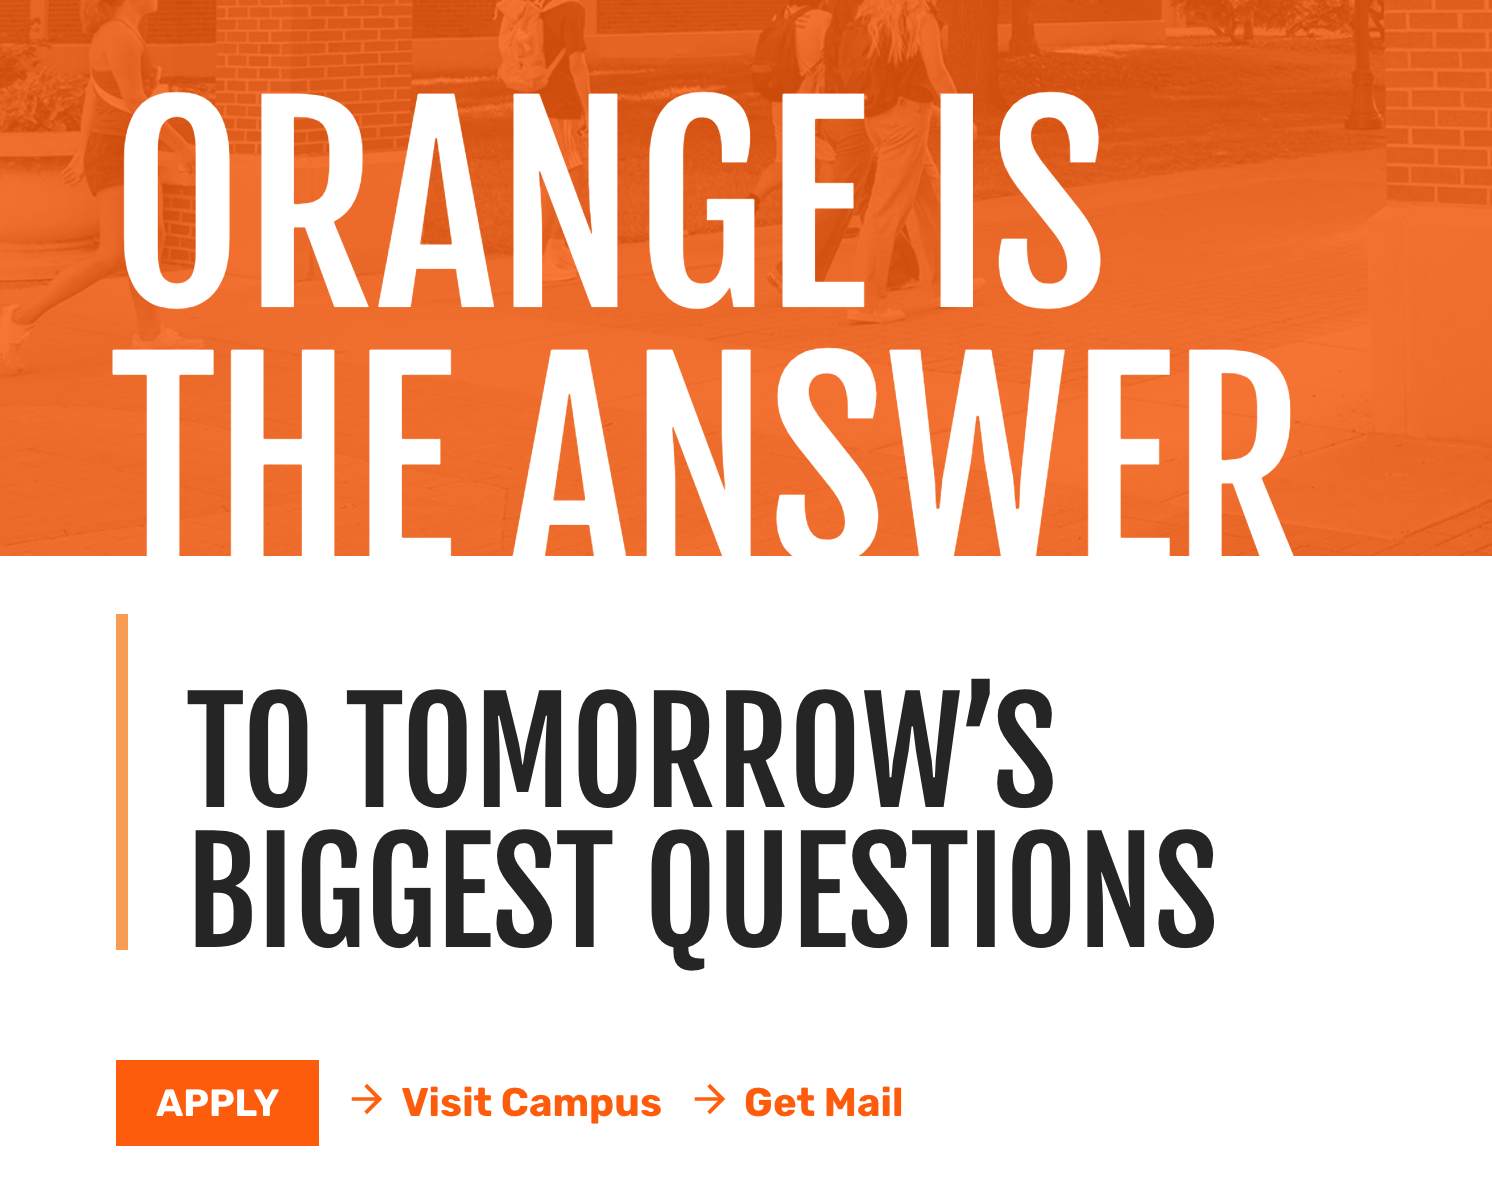 ORANGE IS
THE ANSWER
TO TOMORROW’S
BIGGEST QUESTIONS
APPLY
→ Visit Campus
→ Get Mail